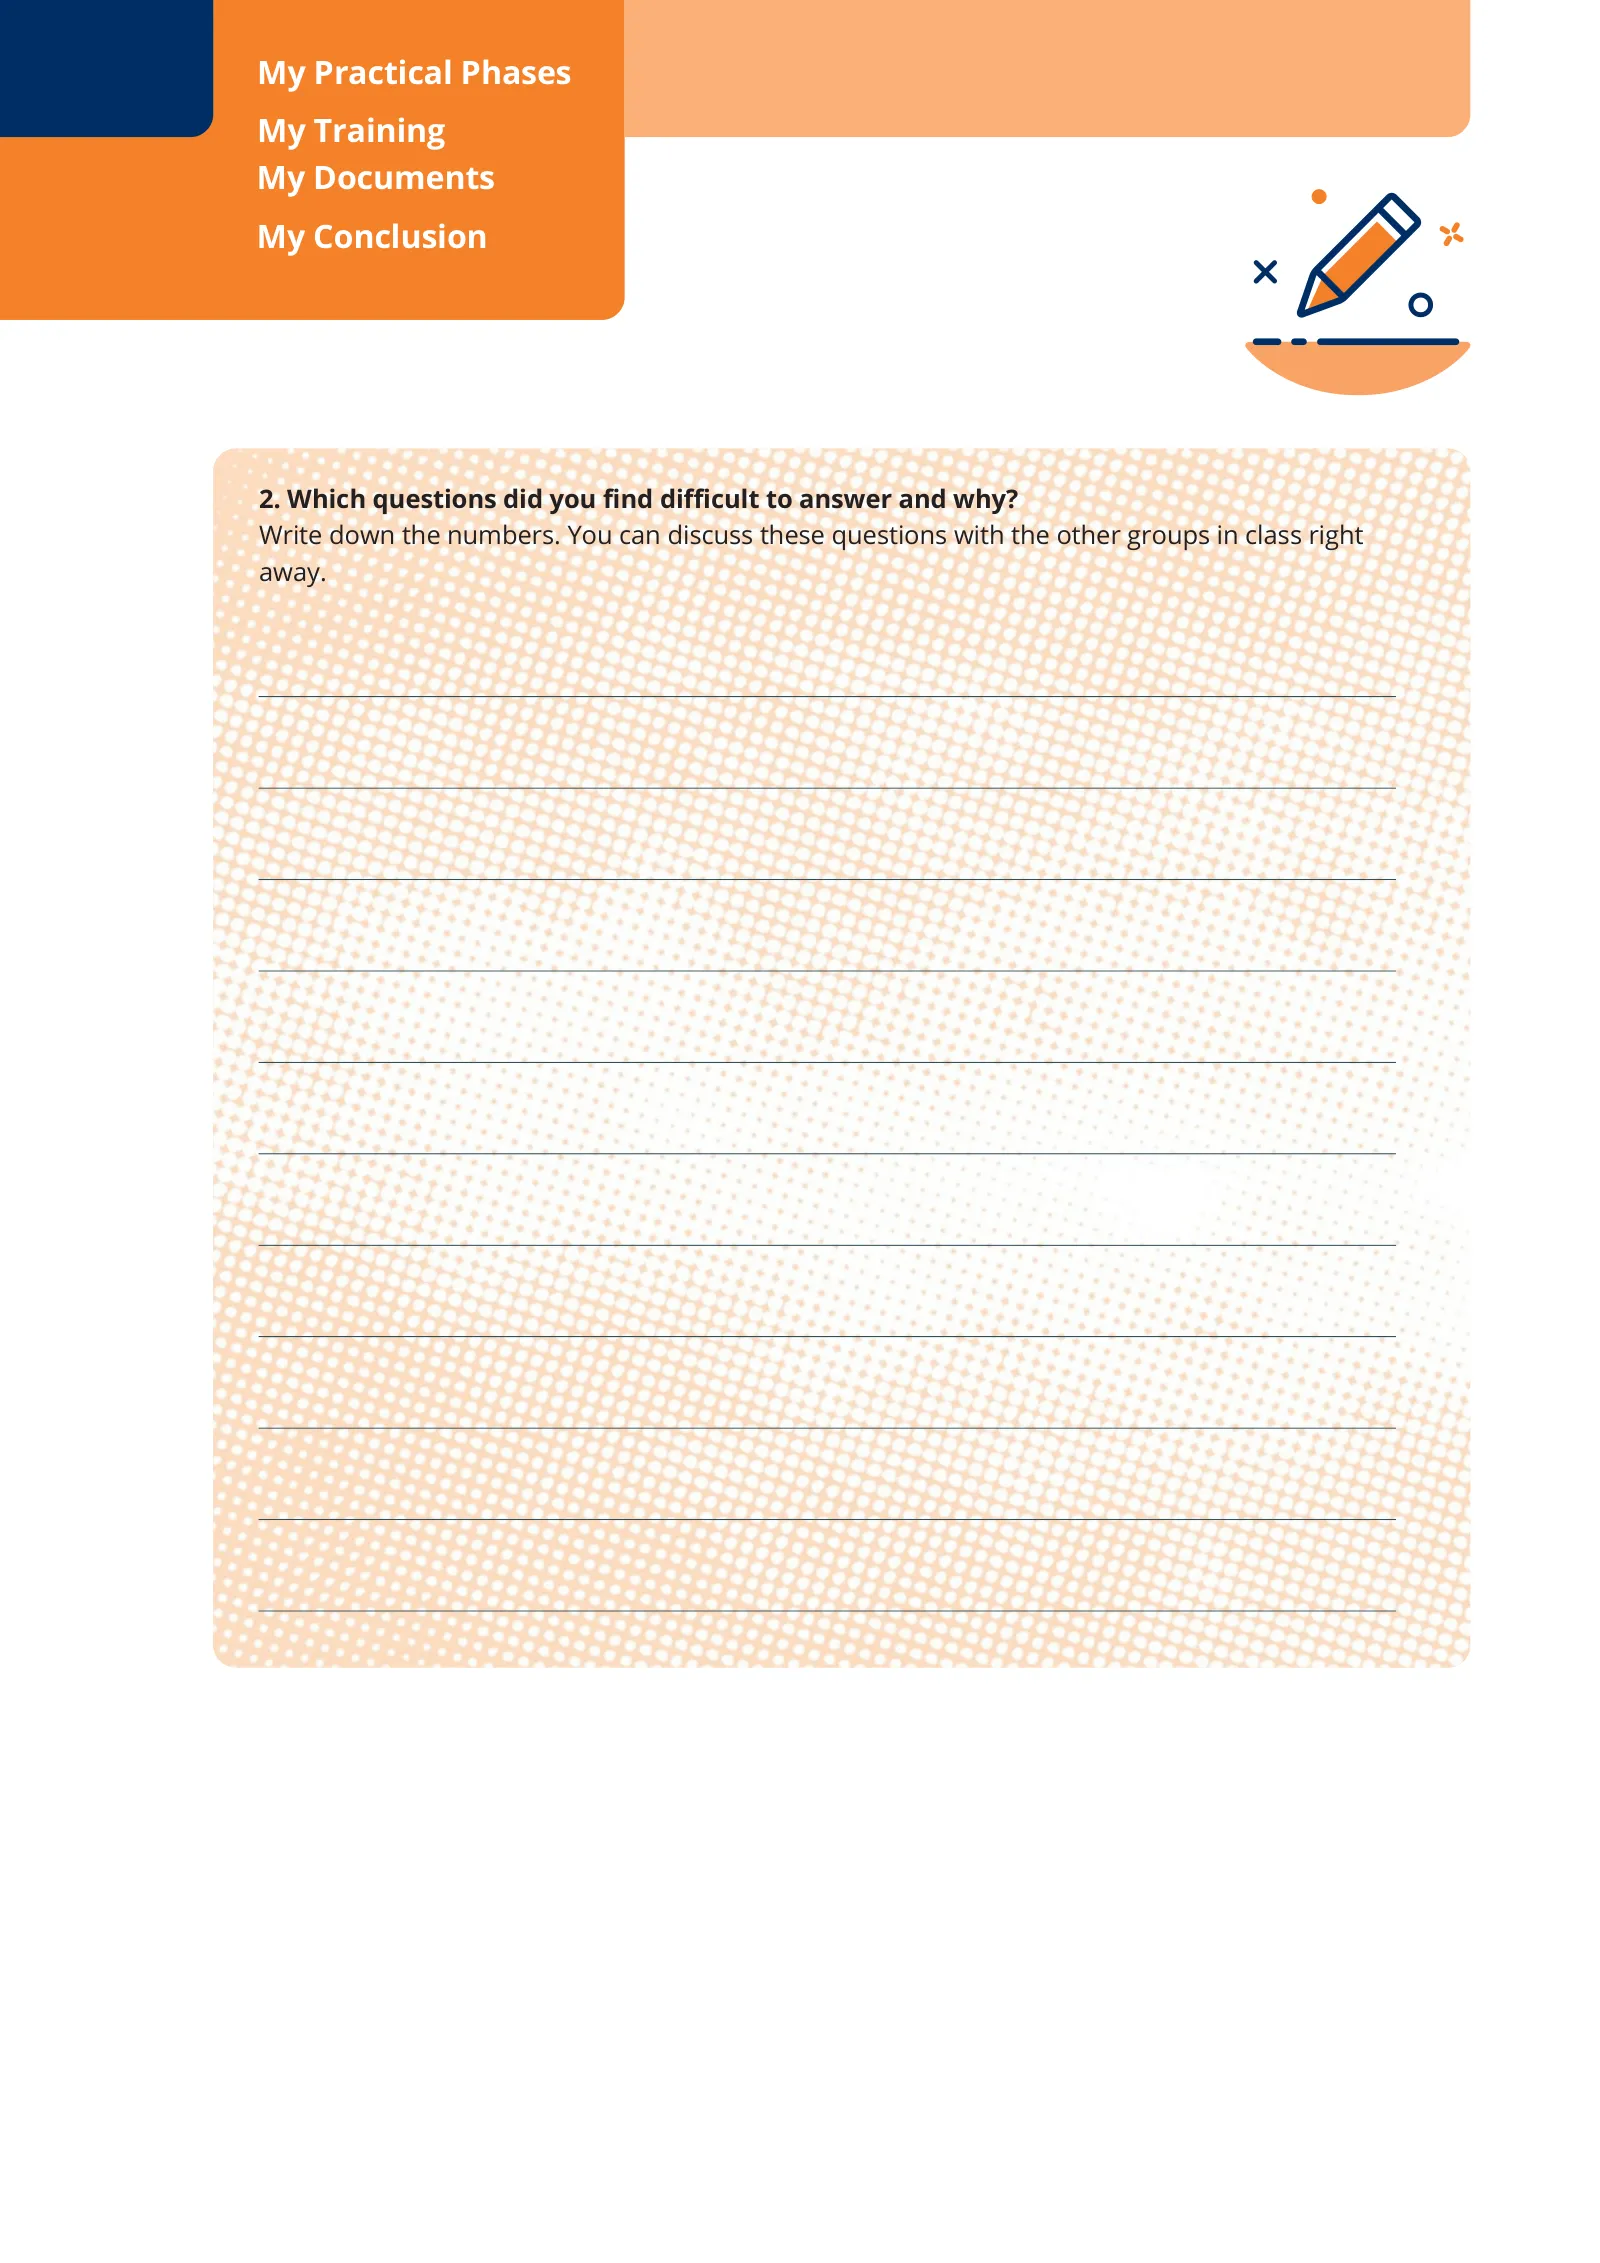 My Practical Phases
My Training
My Documents
My Conclusion
2. Which questions did you find difficult to answer and why?
Write down the numbers. You can discuss these questions with the other groups in class right
away.